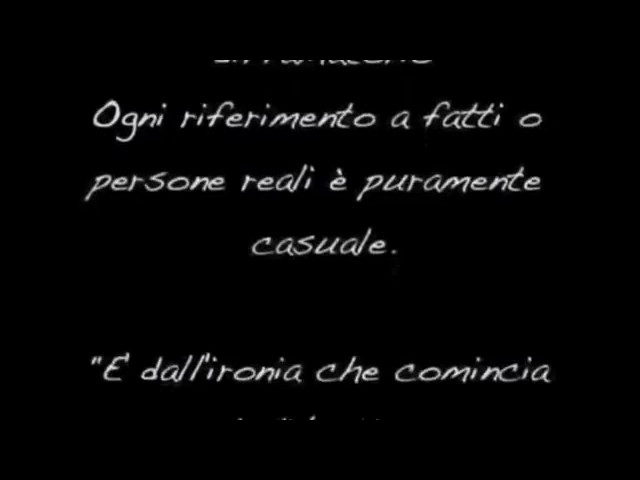 Ogni riferimento a fatti o
persone reali è puramente
casuale.
"E' dall'ironia che comincia